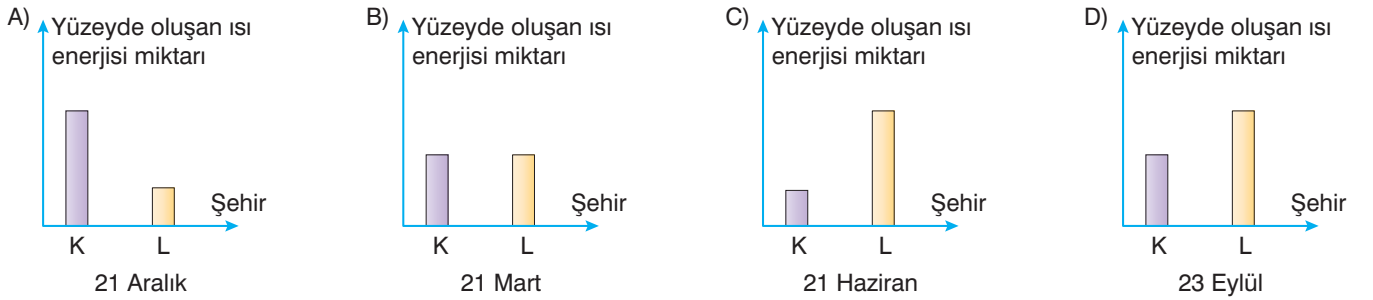 A) Yüzeyde oluşan ısı
enerjisi miktarı
Şehir
K L
21 Aralık
B) Yüzeyde oluşan ısı
enerjisi miktarı
Şehir
K L
21 Mart
C) Yüzeyde oluşan ısı
enerjisi miktarı
Şehir
K L
21 Haziran
D) Yüzeyde oluşan ısı
enerjisi miktarı
Şehir
K L
23 Eylül